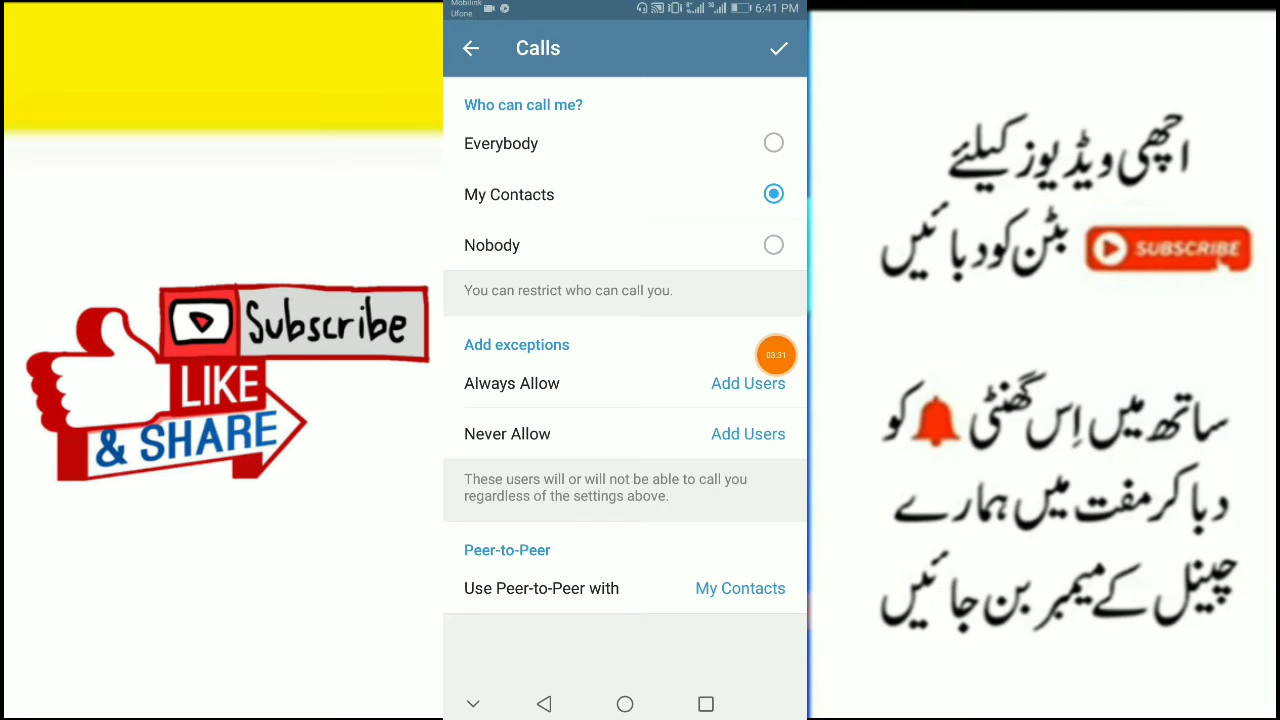 Mobilink
Ufone
6:41 PM
Calls
Who can call me?
Everybody
My Contacts
Nobody
You can restrict who can call you.
Add exceptions
03:31
Always Allow
Add Users
Never Allow
Add Users
These users will or will not be able to call you
regardless of the settings above.
Peer-to-Peer
Use Peer-to-Peer with
My Contacts
Subscribe
LIKE
& SHARE
اچھی ویڈیوز کیلئے
بٹن کو دبائیں
SUBSCRIBE
ساتھ میں اِس گھنٹی کو
دبا کر مفت میں ہمارے
چینل کے میمبر بن جائیں